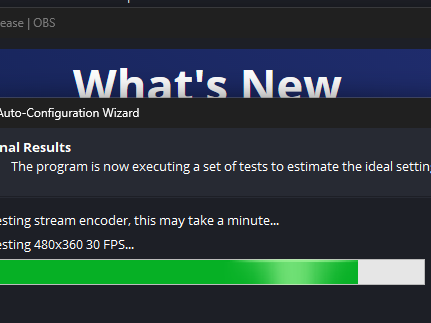 ease | OBS
What's New
Auto-Configuration Wizard
nal Results
The program is now executing a set of tests to estimate the ideal setting
esting stream encoder, this may take a minute...
esting 480x360 30 FPS...